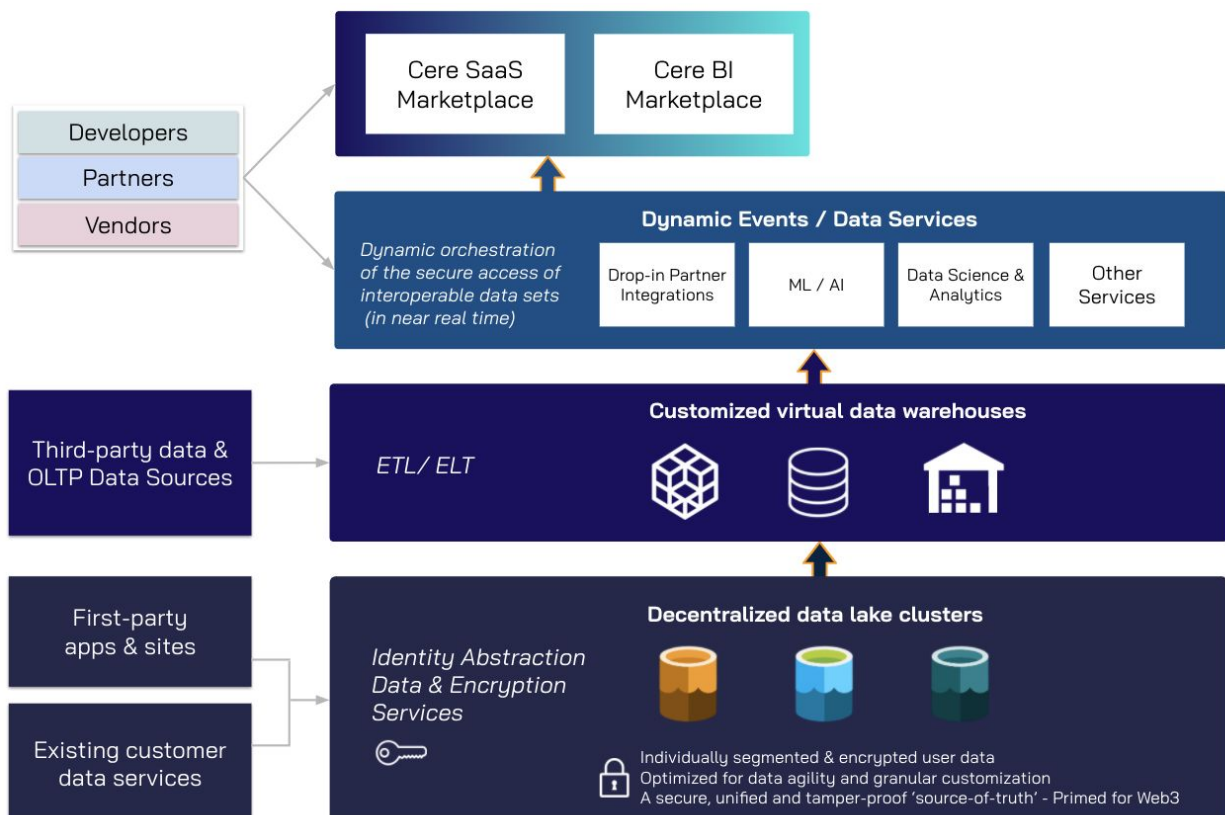 Cere SaaS
Marketplace
Cere BI
Marketplace
Developers
Partners
Vendors
Dynamic Events / Data Services
Dynamic orchestration
of the secure access of
interoperable data sets
(in near real time)
Drop-in Partner
Integrations
ML / AI
Data Science &
Analytics
Other
Services
Third-party data &
OLTP Data Sources
Customized virtual data warehouses
ETL/ ELT
First-party
apps & sites
Existing customer
data services
Decentralized data lake clusters
Identity Abstraction
Data & Encryption
Services
Individually segmented & encrypted user data
Optimized for data agility and granular customization
A secure, unified and tamper-proof ‘source-of-truth’ - Primed for Web3